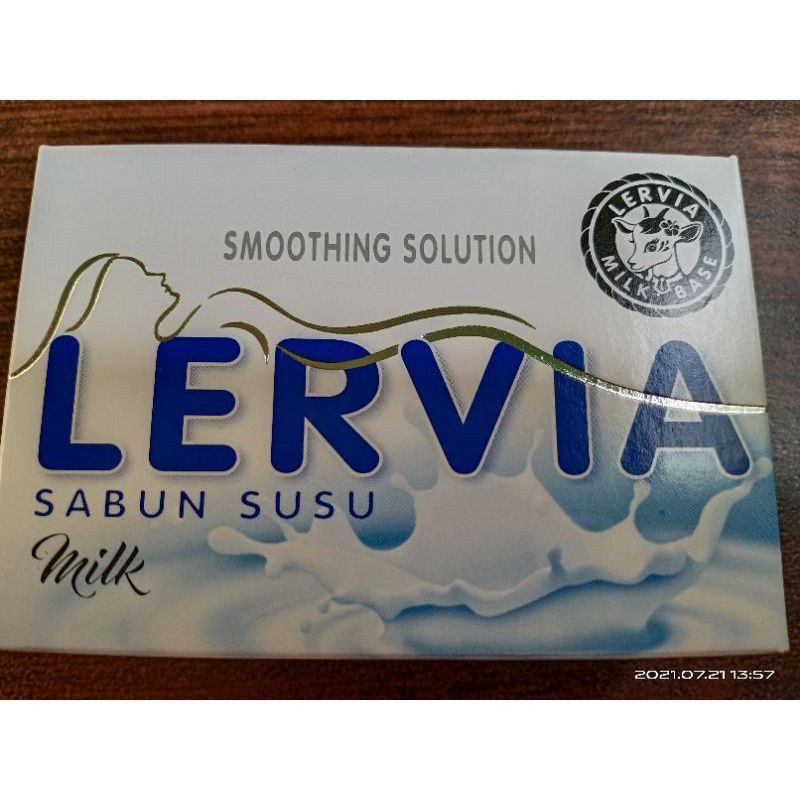 SMOOTHING SOLUTION
LERVIA
MILK BASE
LERVIA
SABUN SUSU
Milk
2021.07.21 13:57